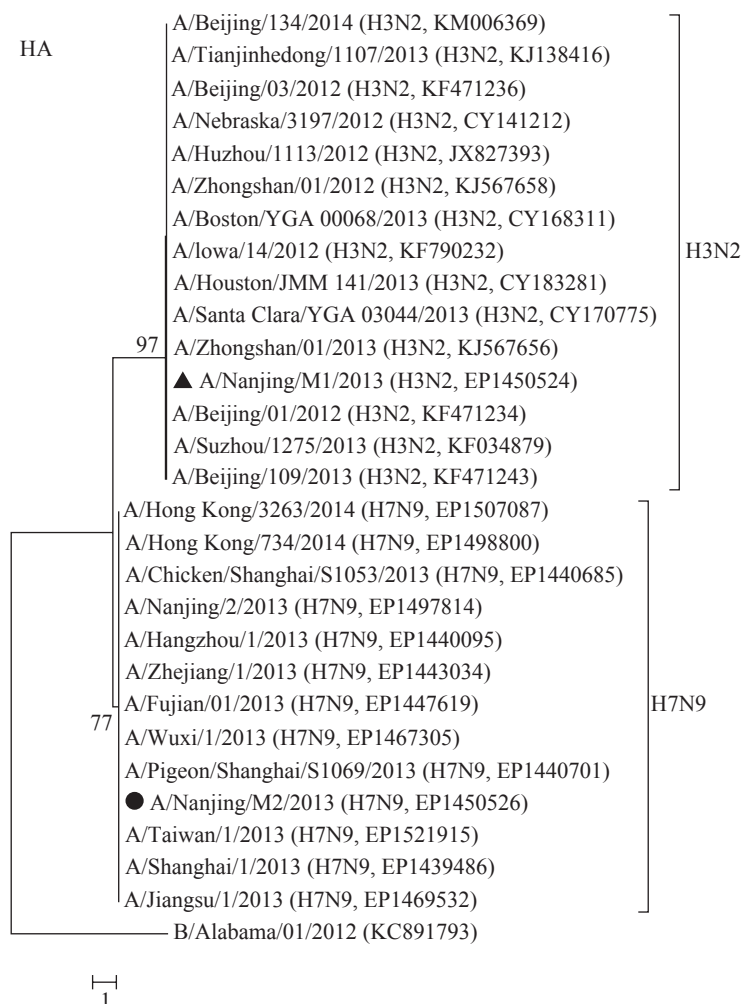 A/Beijing/134/2014 (H3N2, KM006369)
HA
A/Tianjinhedong/1107/2013 (H3N2, KJ138416)
A/Beijing/03/2012 (H3N2, KF471236)
A/Nebraska/3197/2012 (H3N2, CY141212)
A/Huzhou/1113/2012 (H3N2, JX827393)
A/Zhongshan/01/2012 (H3N2, KJ567658)
A/Boston/YGA 00068/2013 (H3N2, CY168311)
A/lowa/14/2012 (H3N2, KF790232)
H3N2
A/Houston/JMM 141/2013 (H3N2, CY183281)
A/Santa Clara/YGA 03044/2013 (H3N2, CY170775)
97
A/Zhongshan/01/2013 (H3N2, KJ567656)
▲ A/Nanjing/M1/2013 (H3N2, EP1450524)
A/Beijing/01/2012 (H3N2, KF471234)
A/Suzhou/1275/2013 (H3N2, KF034879)
A/Beijing/109/2013 (H3N2, KF471243)
A/Hong Kong/3263/2014 (H7N9, EP1507087)
A/Hong Kong/734/2014 (H7N9, EP1498800)
A/Chicken/Shanghai/S1053/2013 (H7N9, EP1440685)
A/Nanjing/2/2013 (H7N9, EP1497814)
A/Hangzhou/1/2013 (H7N9, EP1440095)
A/Zhejiang/1/2013 (H7N9, EP1443034)
A/Fujian/01/2013 (H7N9, EP1447619)
H7N9
77
A/Wuxi/1/2013 (H7N9, EP1467305)
A/Pigeon/Shanghai/S1069/2013 (H7N9, EP1440701)
● A/Nanjing/M2/2013 (H7N9, EP1450526)
A/Taiwan/1/2013 (H7N9, EP1521915)
A/Shanghai/1/2013 (H7N9, EP1439486)
A/Jiangsu/1/2013 (H7N9, EP1469532)
B/Alabama/01/2012 (KC891793)
1